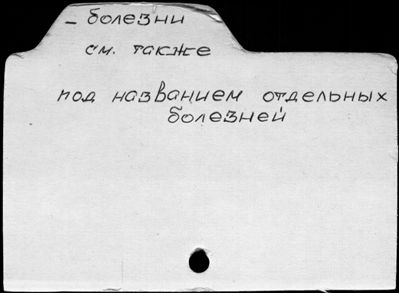 – болезни
см. также
под названием отдельных
болезней